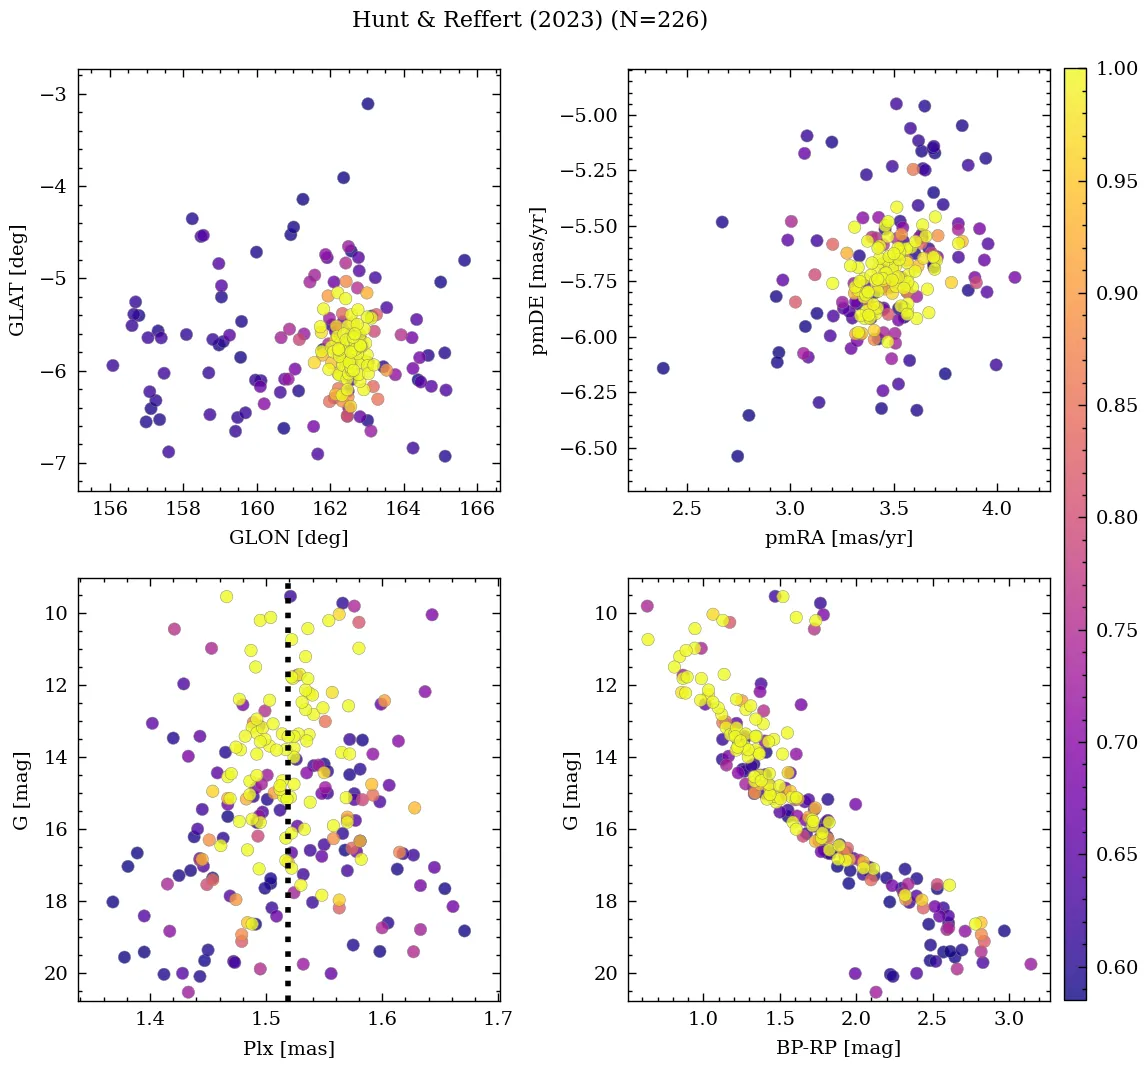 Hunt & Reffert (2023) (N=226)
−3
−4
−5
−6
−7
GLAT [deg]
156 158 160 162 164 166
GLON [deg]
−5.00
−5.25
−5.50
−5.75
−6.00
−6.25
−6.50
pmDE [mas/yr]
2.5 3.0 3.5 4.0
pmRA [mas/yr]
10
12
14
16
18
20
G [mag]
1.4 1.5 1.6 1.7
Plx [mas]
10
12
14
16
18
20
G [mag]
1.0 1.5 2.0 2.5 3.0
BP-RP [mag]
1.00
0.95
0.90
0.85
0.80
0.75
0.70
0.65
0.60